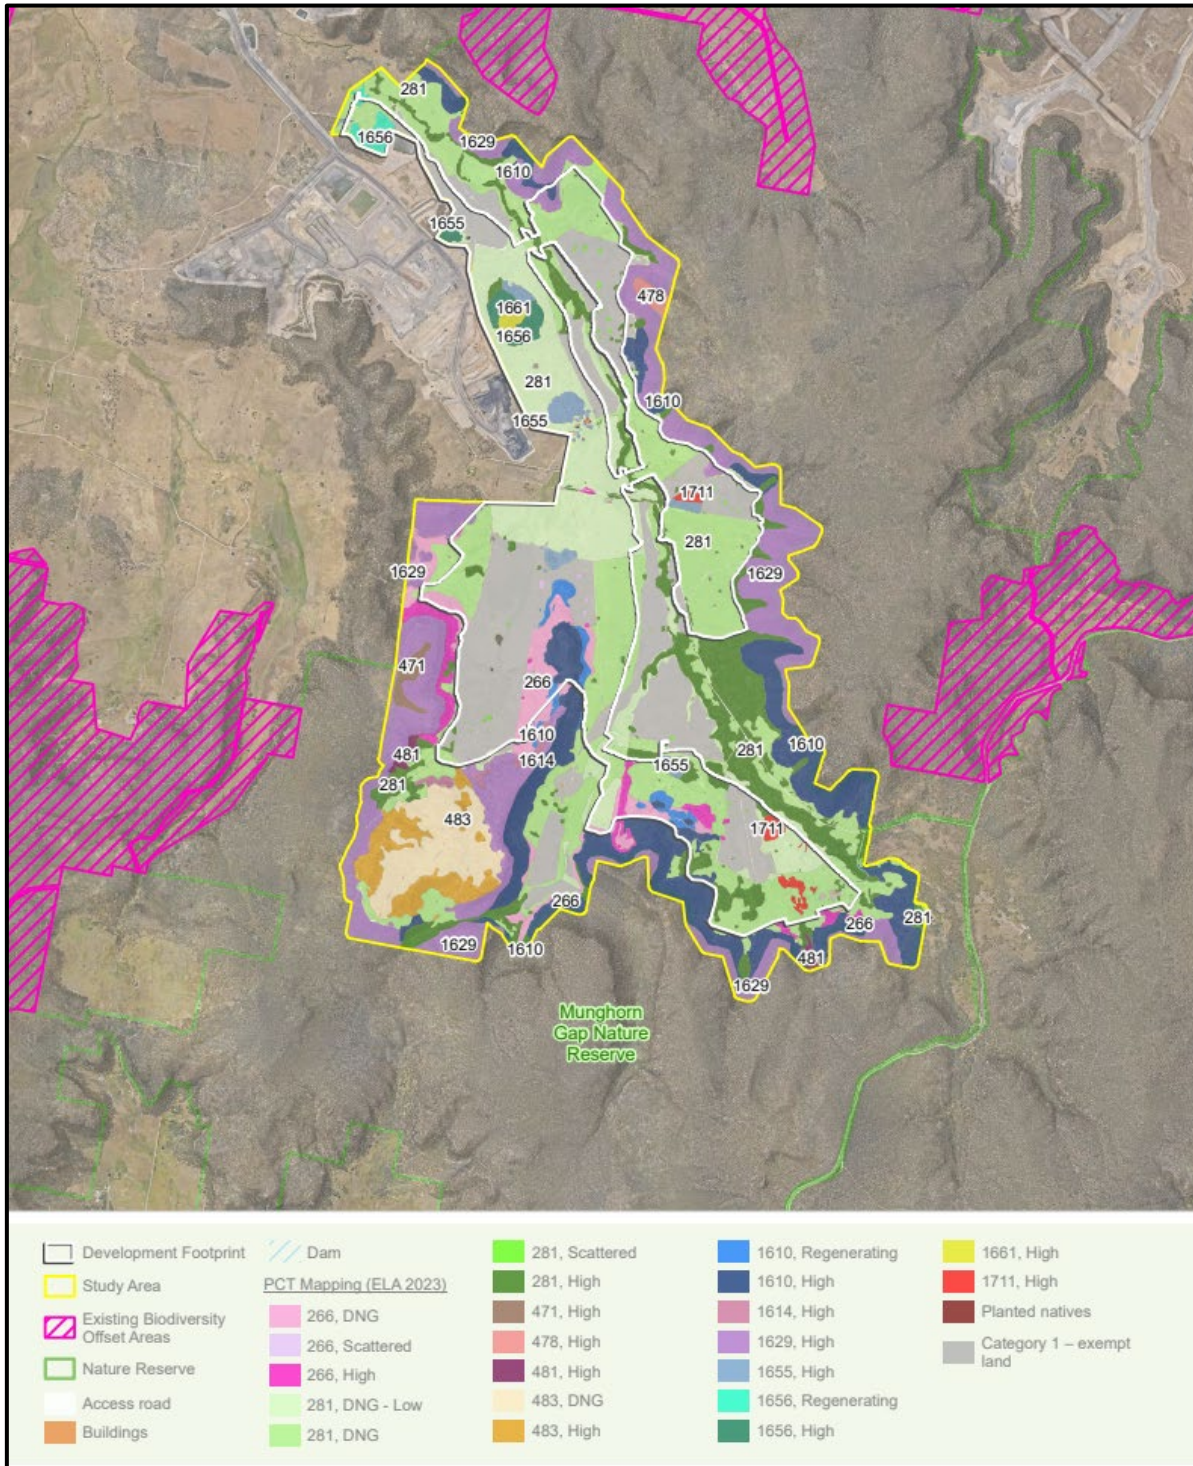 281
1656
1629
1610
1655
478
1661
1656
281
1610
1655
1711
281
1629
1629
471
266
1610
1614
481
281
1655
281
1610
483
1711
266
266
281
1629
1610
481
1629
Munghorn
Gap Nature
Reserve
Development Footprint
Study Area
Existing Biodiversity
Offset Areas
Nature Reserve
Access road
Buildings
Dam
PCT Mapping (ELA 2023)
266, DNG
266, Scattered
266, High
281, DNG - Low
281, DNG
281, Scattered
281, High
471, High
478, High
481, High
483, DNG
483, High
1610, Regenerating
1610, High
1614, High
1629, High
1655, High
1656, Regenerating
1656, High
1661, High
1711, High
Planted natives
Category 1 – exempt
land